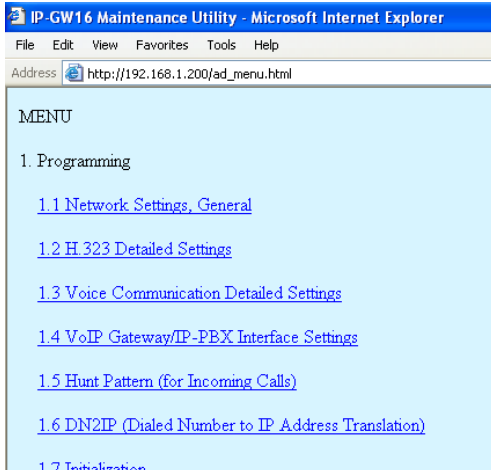 IP-GW16 Maintenance Utility - Microsoft Internet Explorer
File Edit View Favorites Tools Help
Address http://192.168.1.200/ad_menu.html
MENU
1. Programming
1.1 Network Settings, General
1.2 H.323 Detailed Settings
1.3 Voice Communication Detailed Settings
1.4 VoIP Gateway/IP-PBX Interface Settings
1.5 Hunt Pattern (for Incoming Calls)
1.6 DN2IP (Dialed Number to IP Address Translation)
1.7 Initialization